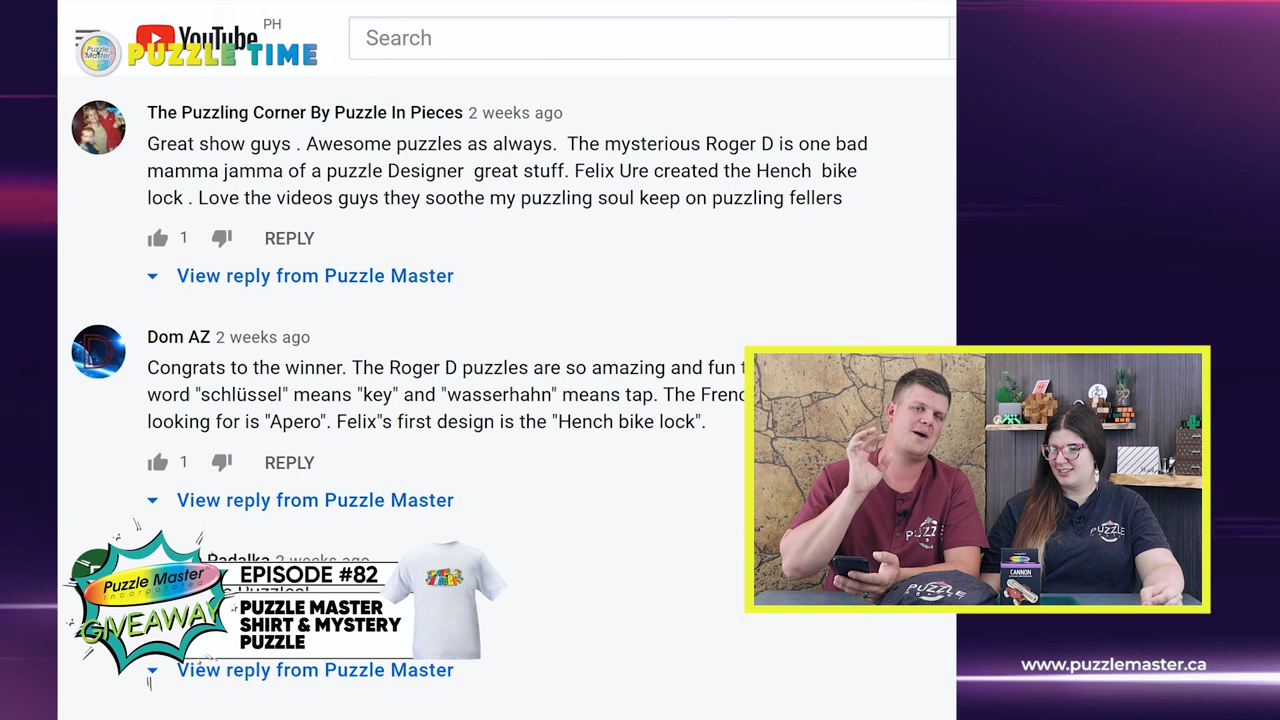 YouTube PH
Search
Puzzle Master
PUZZLE TIME
The Puzzling Corner By Puzzle In Pieces 2 weeks ago
Great show guys . Awesome puzzles as always. The mysterious Roger D is one bad
mamma jamma of a puzzle Designer great stuff. Felix Ure created the Hench bike
lock . Love the videos guys they soothe my puzzling soul keep on puzzling fellers
1 REPLY
View reply from Puzzle Master
Dom AZ 2 weeks ago
Congrats to the winner. The Roger D puzzles are so amazing and fun
word "schlüssel" means "key" and "wasserhahn" means tap. The
looking for is "Apero". Felix"s first design is the "Hench bike lock".
1 REPLY
View reply from Puzzle Master
Padalka 2 weeks ago
Puzzle Master
incorporated
GIVEAWAY
EPISODE #82
PUZZLE MASTER
SHIRT & MYSTERY
PUZZLE
View reply from Puzzle Master
PUZZLE
PUZZLE
CANNON
www.puzzlemaster.ca